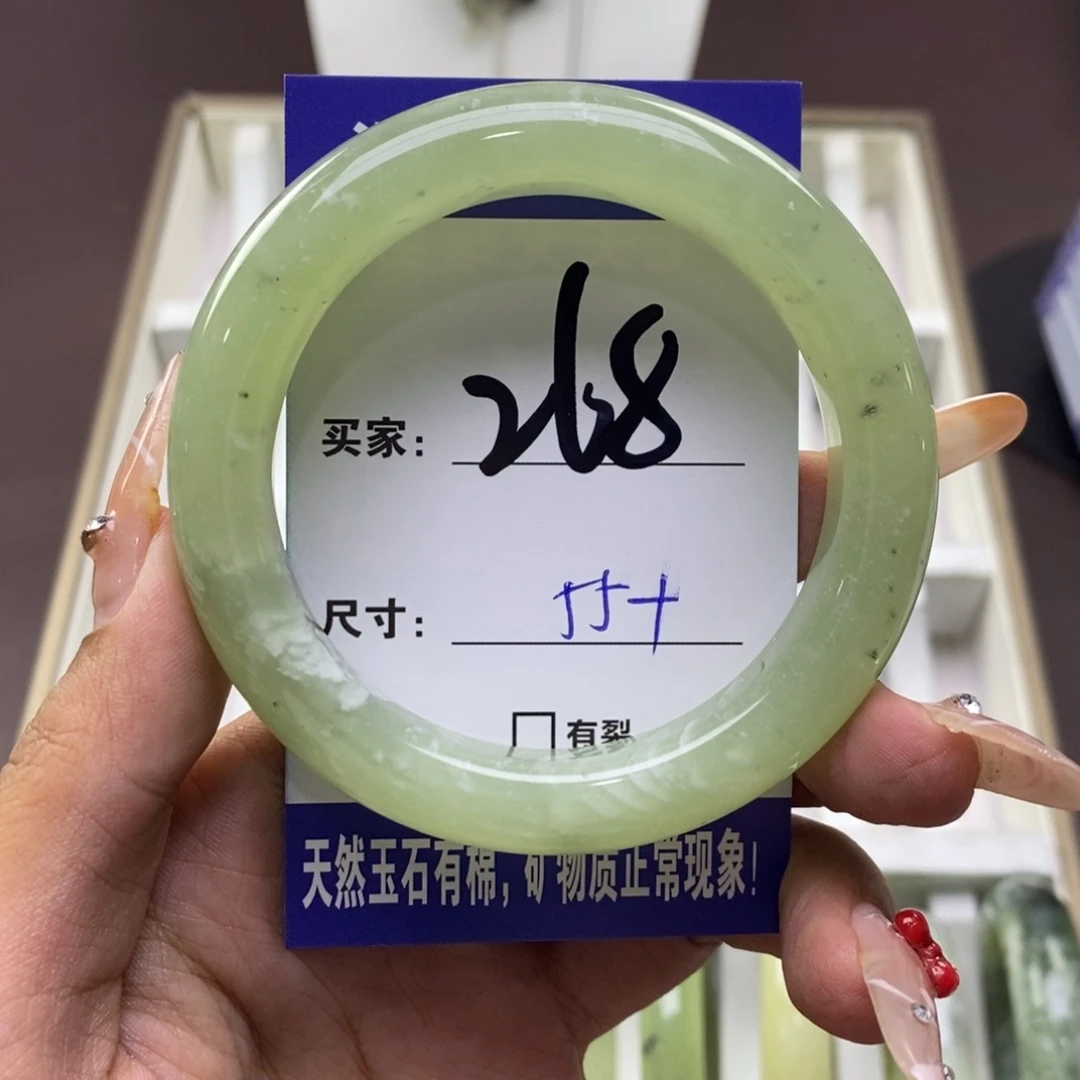 买家: 268
尺寸: 55+
□ 有裂
天然玉石有棉, 矿物质正常现象!